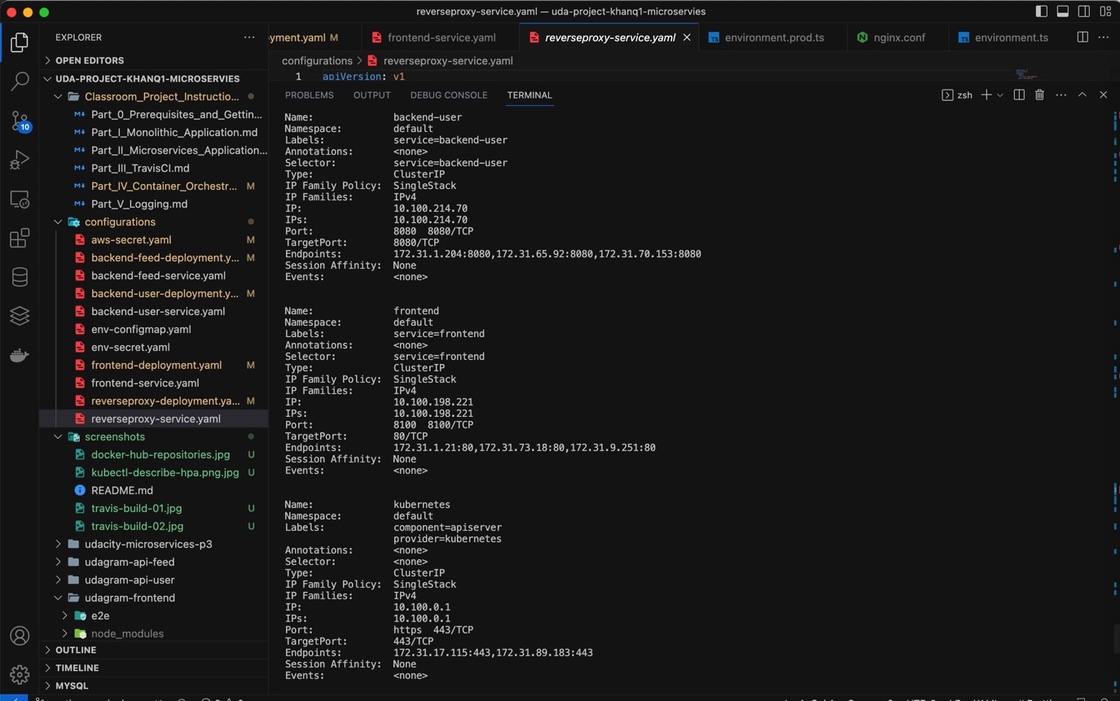 reverseproxy-service.yaml — uda-project-khanq1-microservies
EXPLORER
OPEN EDITORS
UDA-PROJECT-KHANQ1-MICROSERVIES
Classroom_Project_Instructio...
Part_0_Prerequisites_and_Gettin...
Part_I_Monolithic_Application.md
Part_II_Microservices_Application...
Part_III_TravisCI.md
Part_IV_Container_Orchestr... M
Part_V_Logging.md
configurations
aws-secret.yaml M
backend-feed-deployment.y... M
backend-feed-service.yaml
backend-user-deployment.y... M
backend-user-service.yaml
env-configmap.yaml
env-secret.yaml
frontend-deployment.yaml M
frontend-service.yaml
reverseproxy-deployment.ya... M
reverseproxy-service.yaml
screenshots
docker-hub-repositories.jpg U
kubectl-describe-hpa.png.jpg U
README.md
travis-build-01.jpg U
travis-build-02.jpg U
udacity-microservices-p3
udagram-api-feed
udagram-api-user
udagram-frontend
e2e
node_modules
OUTLINE
TIMELINE
MYSQL
10
yment.yaml M
frontend-service.yaml
reverseproxy-service.yaml
environment.prod.ts
nginx.conf
environment.ts
configurations > reverseproxy-service.yaml
1 apiVersion: v1
PROBLEMS OUTPUT DEBUG CONSOLE TERMINAL
zsh
Name: backend-user
Namespace: default
Labels: service=backend-user
Annotations: <none>
Selector: service=backend-user
Type: ClusterIP
IP Family Policy: SingleStack
IP Families: IPv4
IP: 10.100.214.70
IPs: 10.100.214.70
Port: 8080 8080/TCP
TargetPort: 8080/TCP
Endpoints: 172.31.1.204:8080,172.31.65.92:8080,172.31.70.153:8080
Session Affinity: None
Events: <none>
Name: frontend
Namespace: default
Labels: service=frontend
Annotations: <none>
Selector: service=frontend
Type: ClusterIP
IP Family Policy: SingleStack
IP Families: IPv4
IP: 10.100.198.221
IPs: 10.100.198.221
Port: 8100 8100/TCP
TargetPort: 80/TCP
Endpoints: 172.31.1.21:80,172.31.73.18:80,172.31.9.251:80
Session Affinity: None
Events: <none>
Name: kubernetes
Namespace: default
Labels: component=apiserver
provider=kubernetes
Annotations: <none>
Selector: <none>
Type: ClusterIP
IP Family Policy: SingleStack
IP Families: IPv4
IP: 10.100.0.1
IPs: 10.100.0.1
Port: https 443/TCP
TargetPort: 443/TCP
Endpoints: 172.31.17.115:443,172.31.89.183:443
Session Affinity: None
Events: <none>